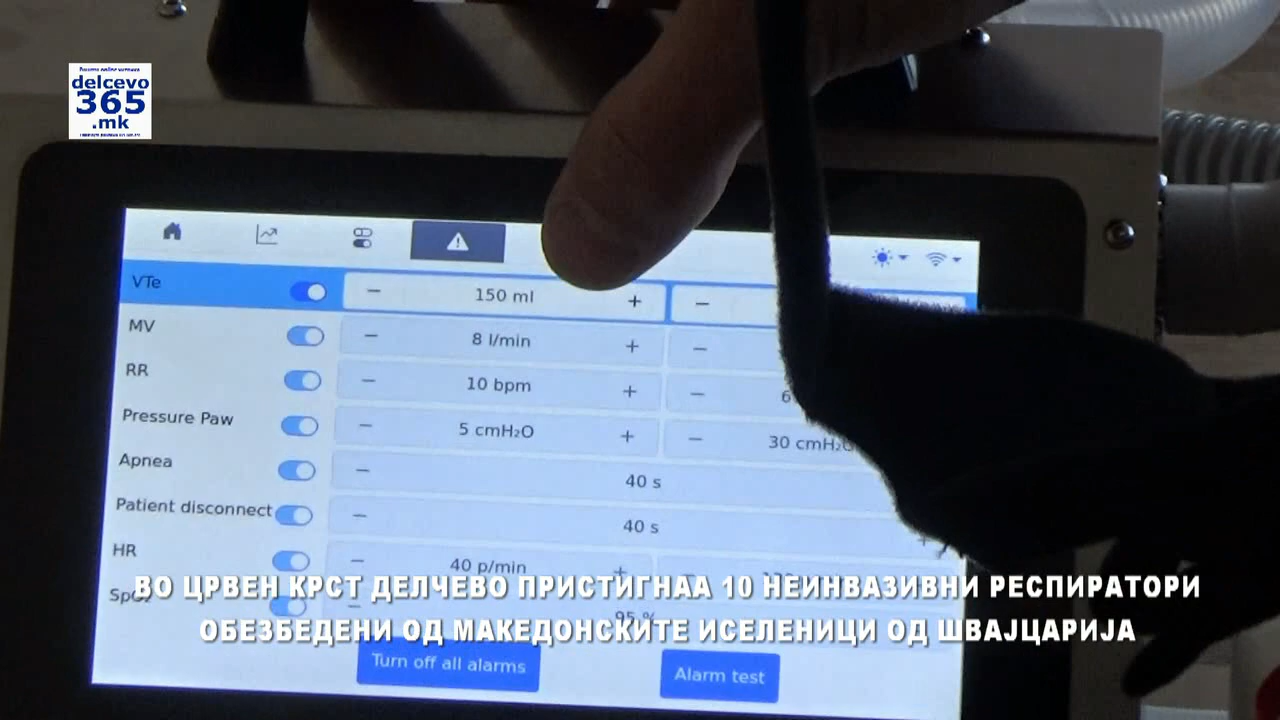 delcevo
365
.mk
VTe
− 150 ml + −
MV
− 8 l/min + −
RR
− 10 bpm + −
Pressure Paw
− 5 cmH₂O + − 30 cmH₂O
Apnea
− 40 s
Patient disconnect
− 40 s +
HR
− 40 p/min +
SpO₂
− 95 %
ВО ЦРВЕН КРСТ ДЕЛЧЕВО ПРИСТИГНАА 10 НЕИНВАЗИВНИ РЕСПИРАТОРИ
ОБЕЗБЕДЕНИ ОД МАКЕДОНСКИТЕ ИСЕЛЕНИЦИ ОД ШВАЈЦАРИЈА
Turn off all alarms
Alarm test